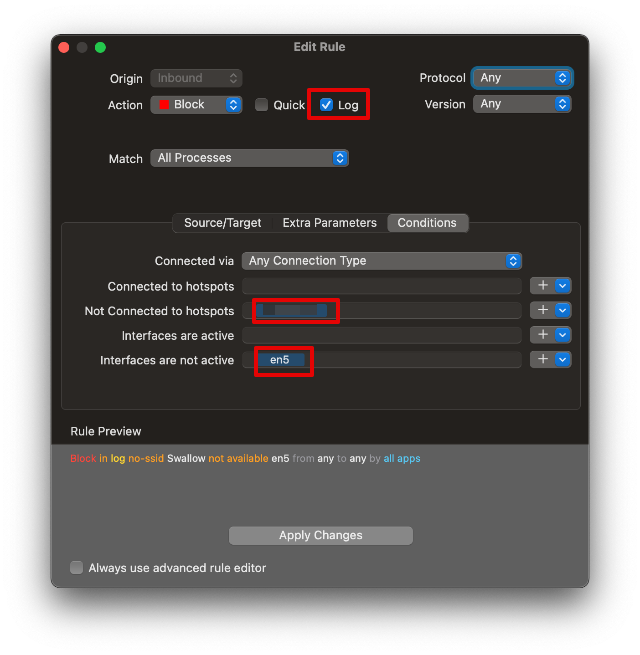 Edit Rule
Origin Inbound Protocol Any
Action Block Quick Log Version Any
Match All Processes
Source/Target Extra Parameters Conditions
Connected via Any Connection Type
Connected to hotspots
Not Connected to hotspots
Interfaces are active
Interfaces are not active en5
Rule Preview
Block in log no-ssid Swallow not available en5 from any to any by all apps
Apply Changes
Always use advanced rule editor